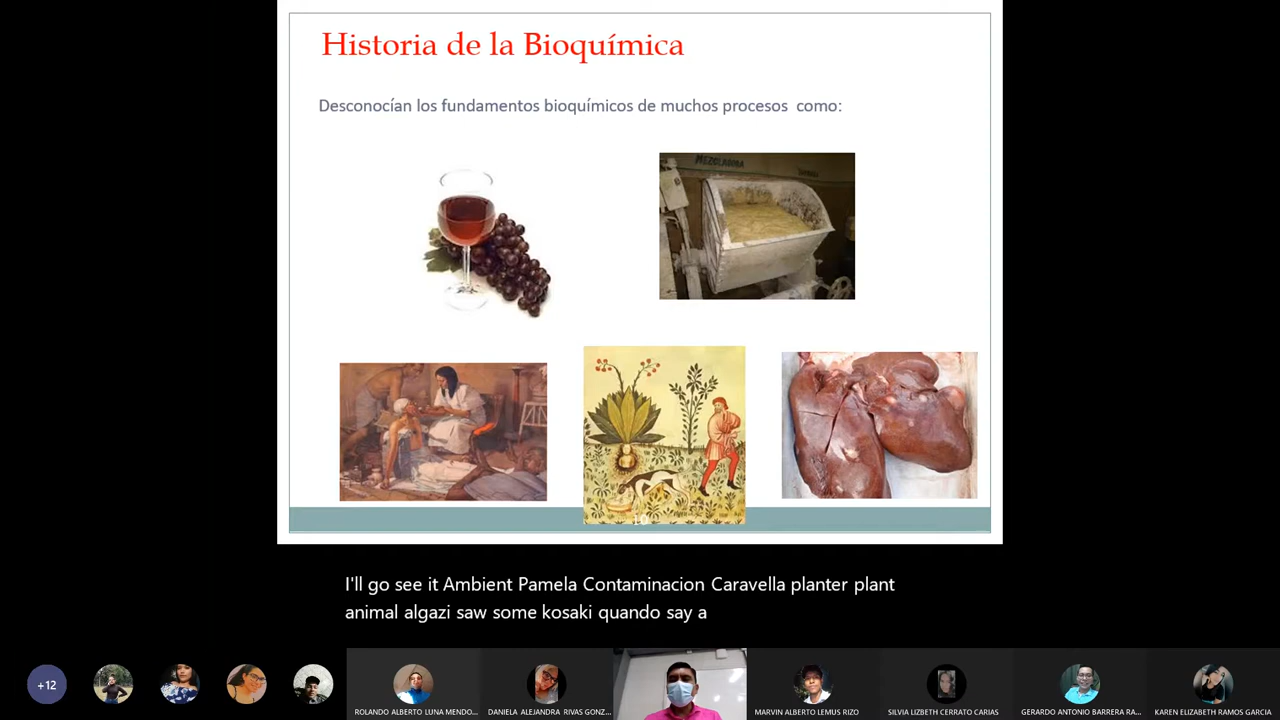 Historia de la Bioquímica
Desconocían los fundamentos bioquímicos de muchos procesos como:
MEZCLADORA
I'll go see it Ambient Pamela Contaminacion Caravella planter plant
animal algazi saw some kosaki quando say a
+12
ROLANDO ALBERTO LUNA MENDO...
DANIELA ALEJANDRA RIVAS GONZ...
MARVIN ALBERTO LEMUS RIZO
SILVIA LIZBETH CERRATO CARIAS
GERARDO ANTONIO BARRERA RA...
KAREN ELIZABETH RAMOS GARCIA